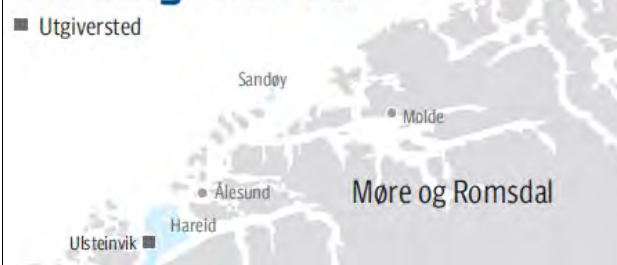 Utgiversted
Sandøy
Molde
Ålesund
Møre og Romsdal
Hareid
Ulsteinvik